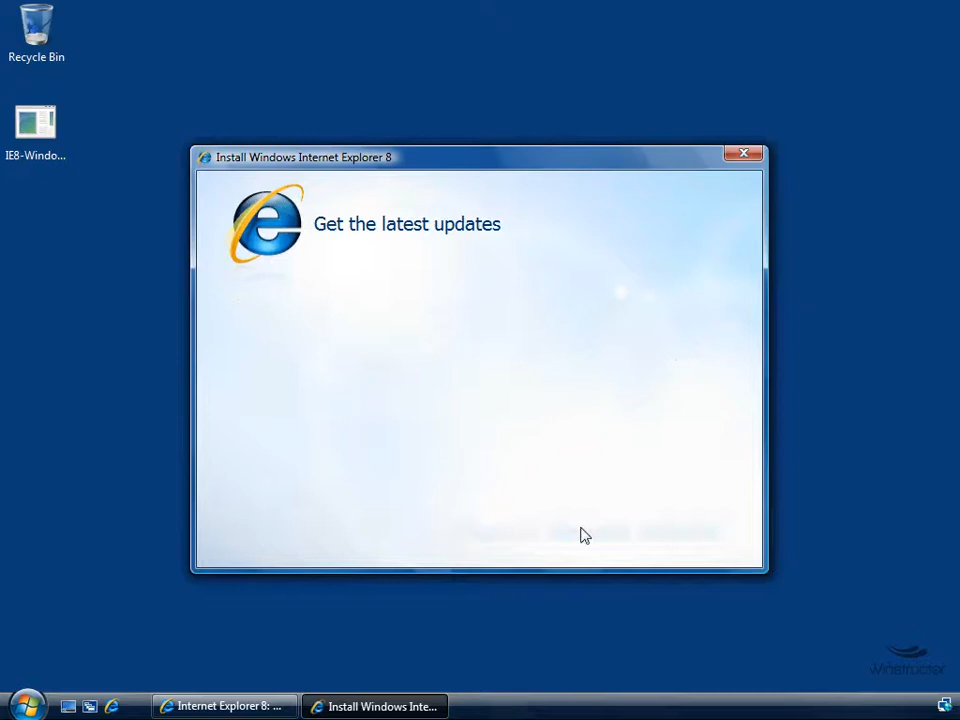 Recycle Bin
IE8-Windo...
Install Windows Internet Explorer 8
Get the latest updates
Winstructor
Internet Explorer 8: ...
Install Windows Inte...